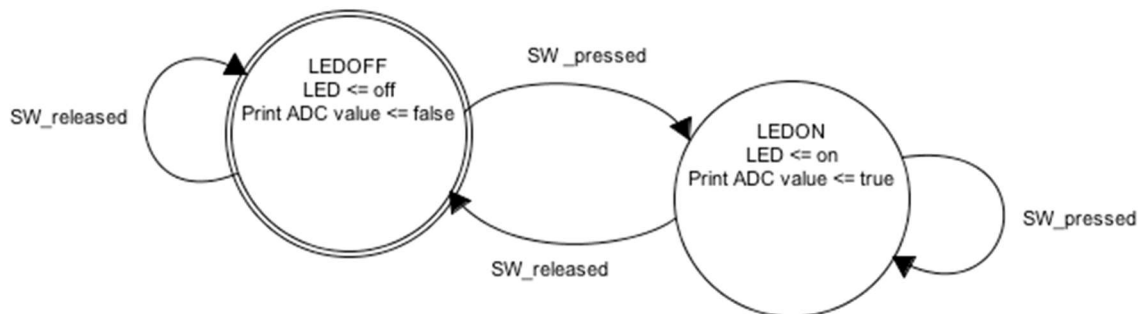 SW _pressed
LEDOFF
LED <= off
Print ADC value <= false
SW_released
LEDON
LED <= on
Print ADC value <= true
SW_pressed
SW_released